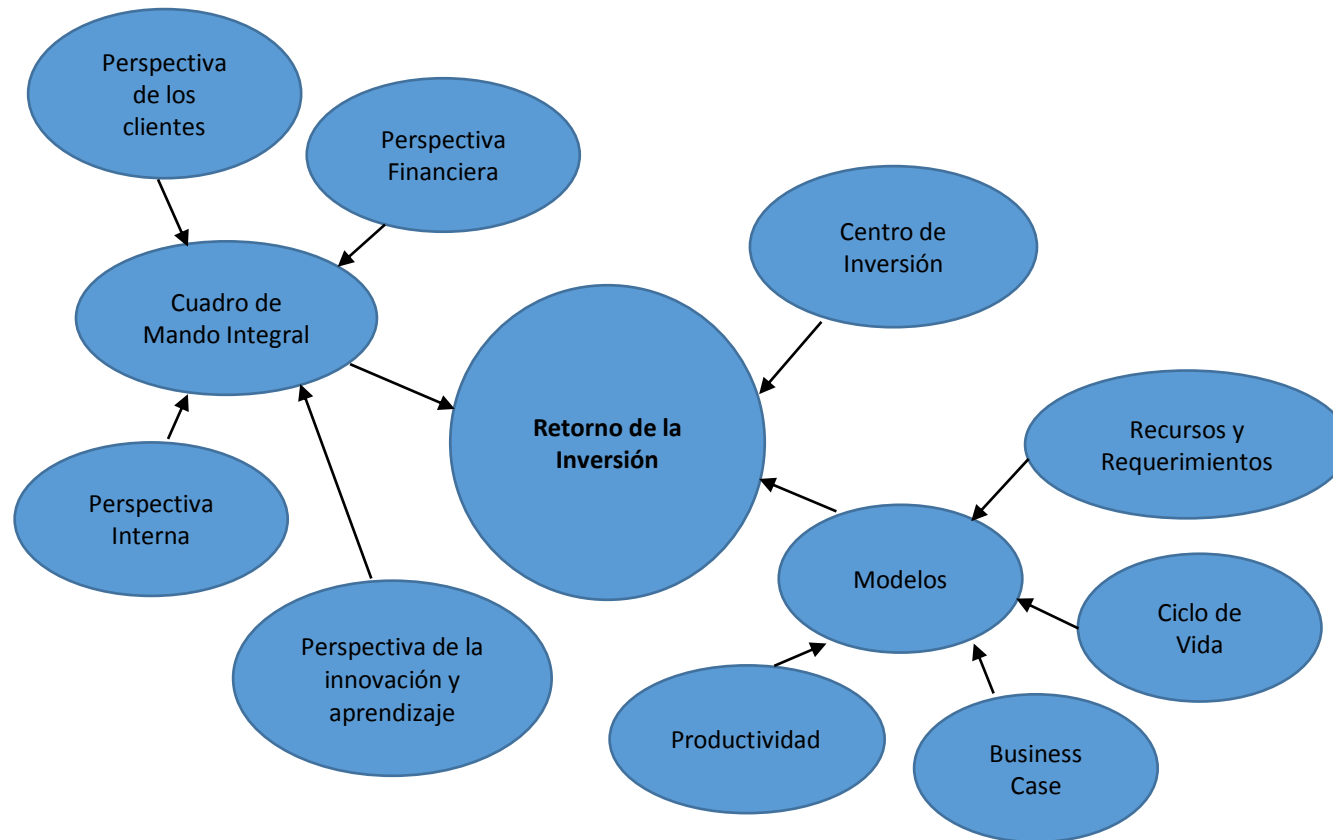 Perspectiva
de los
clientes
Perspectiva
Financiera
Centro de
Inversión
Cuadro de
Mando Integral
Retorno de la
Inversión
Recursos y
Requerimientos
Perspectiva
Interna
Modelos
Ciclo de
Vida
Perspectiva de la
innovación y
aprendizaje
Productividad
Business
Case